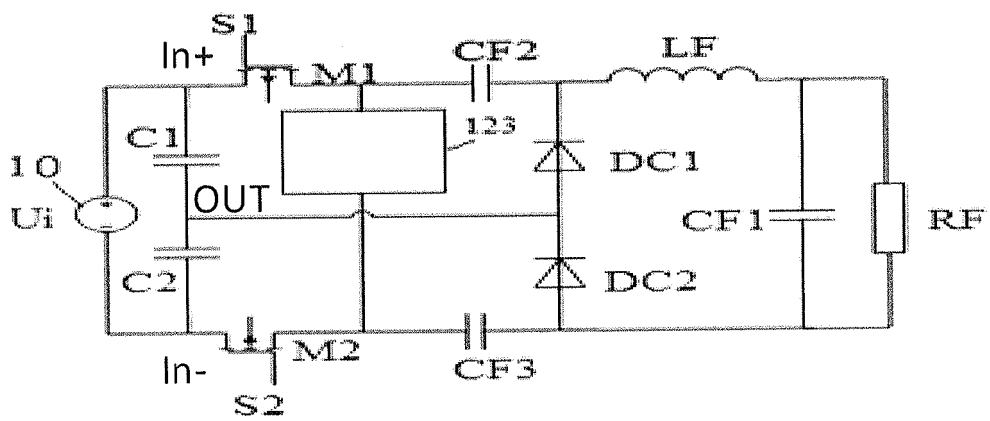 S1
In+
M1
CF2
LF
123
C1
DC1
10
OUT
Ui
CF1
RF
C2
DC2
M2
In-
CF3
S2